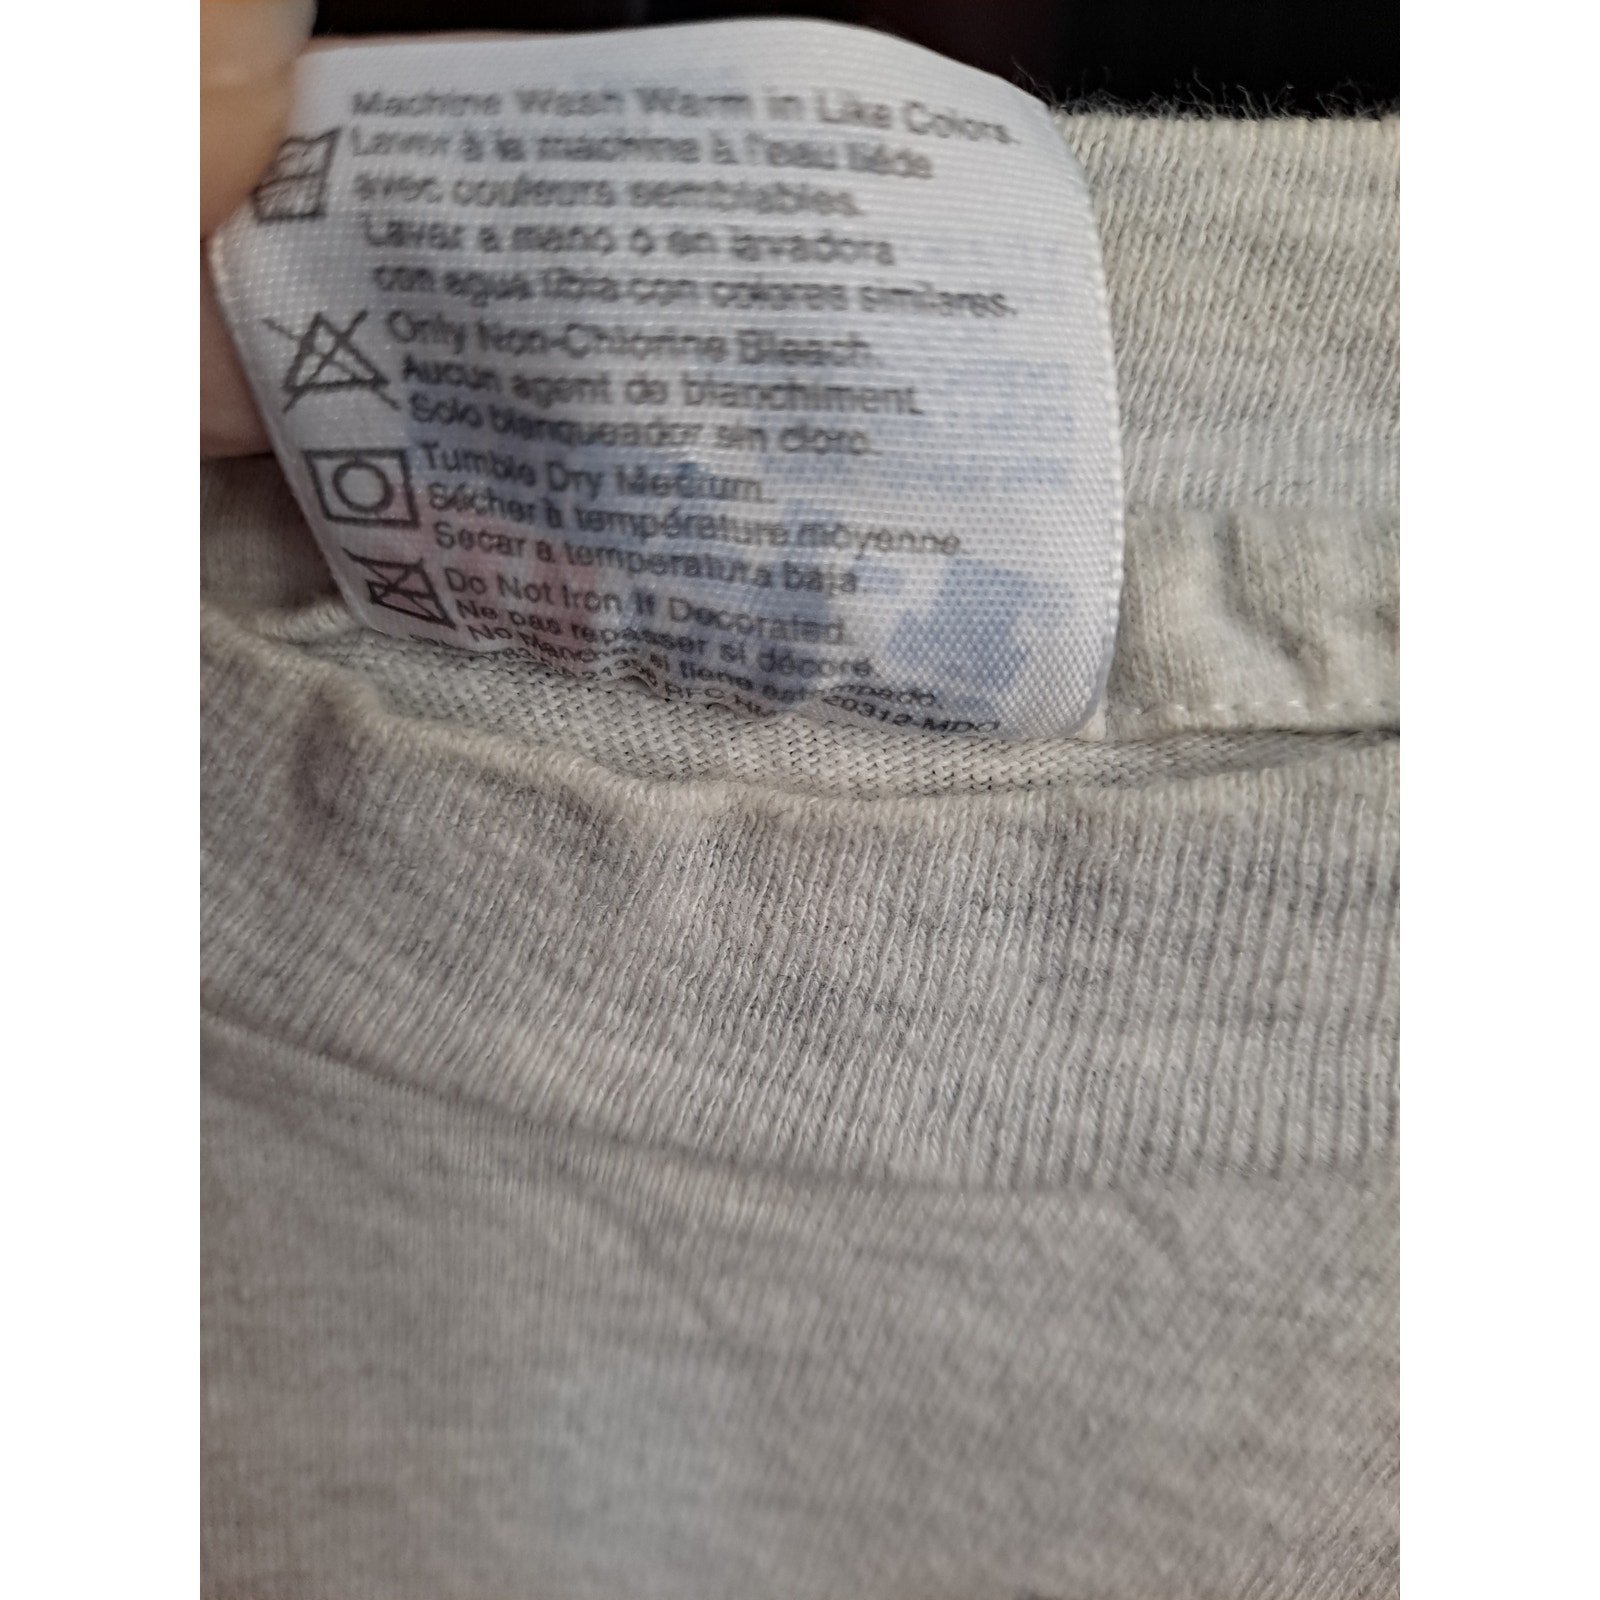 Machine Wash Warm in Like Colors.
Laver à la machine à l'eau tiède
avec couleurs semblables.
Lavar a mano o en lavadora
con agua tibia con colores similares.
Only Non-Chlorine Bleach.
Aucun agent de blanchiment.
Solo blanqueador sin cloro.
Tumble Dry Medium.
Sécher à température moyenne.
Secar a temperatura baja.
Do Not Iron If Decorated.
Ne pas repasser si décoré.
si tiene